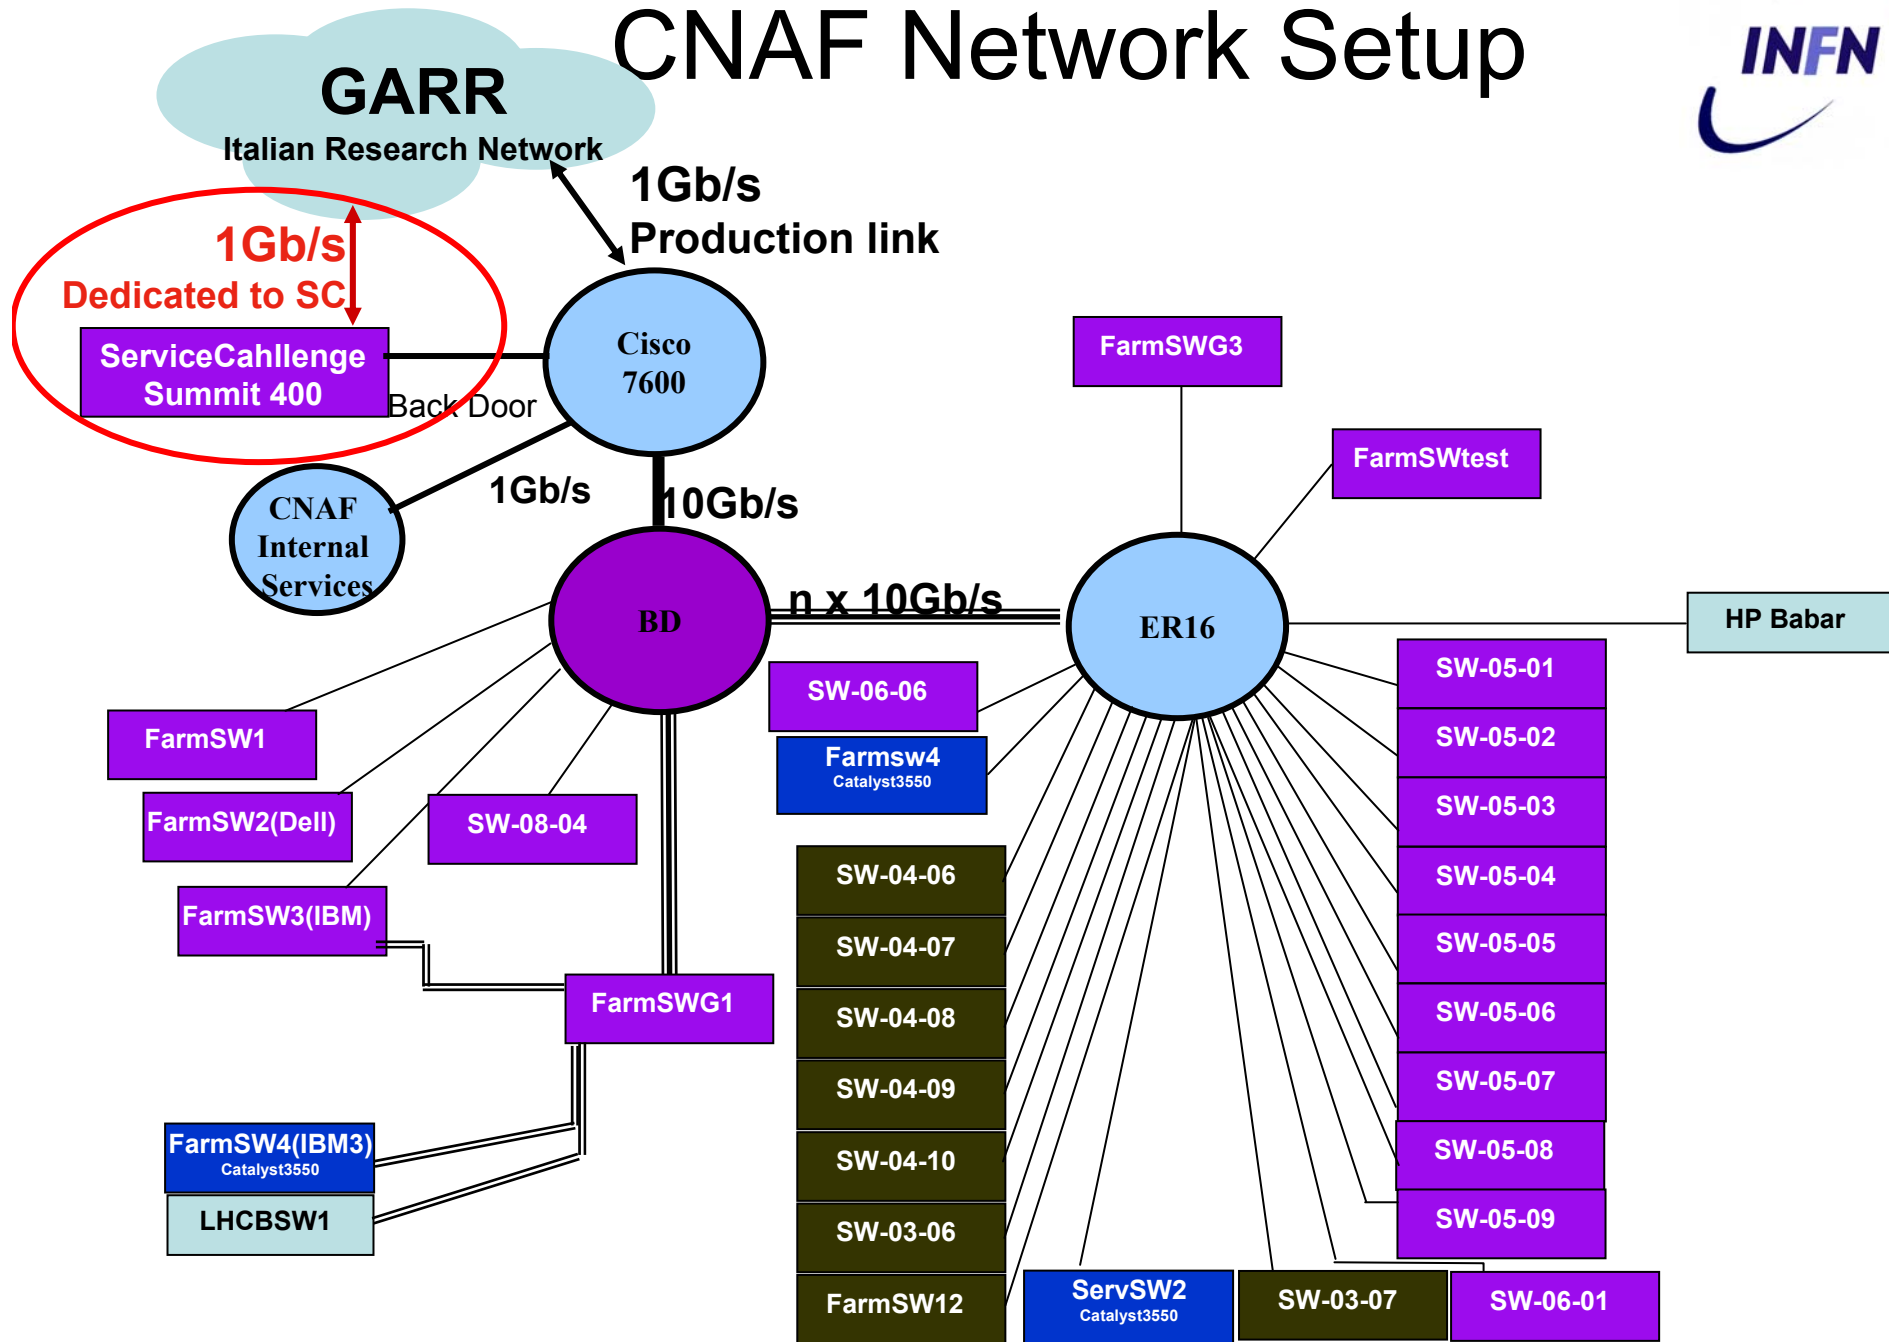 CNAF Network Setup
INFN
GARR
Italian Research Network
1Gb/s
Production link
1Gb/s
Dedicated to SC
ServiceCahllenge
Summit 400
Back Door
Cisco
7600
CNAF
Internal
Services
1Gb/s
10Gb/s
BD
n x 10Gb/s
ER16
FarmSWG3
FarmSWtest
HP Babar
FarmSW1
FarmSW2(Dell)
SW-08-04
FarmSW3(IBM)
FarmSWG1
FarmSW4(IBM3)
Catalyst3550
LHCBSW1
SW-06-06
Farmsw4
Catalyst3550
SW-04-06
SW-04-07
SW-04-08
SW-04-09
SW-04-10
SW-03-06
FarmSW12
ServSW2
Catalyst3550
SW-03-07
SW-06-01
SW-05-01
SW-05-02
SW-05-03
SW-05-04
SW-05-05
SW-05-06
SW-05-07
SW-05-08
SW-05-09